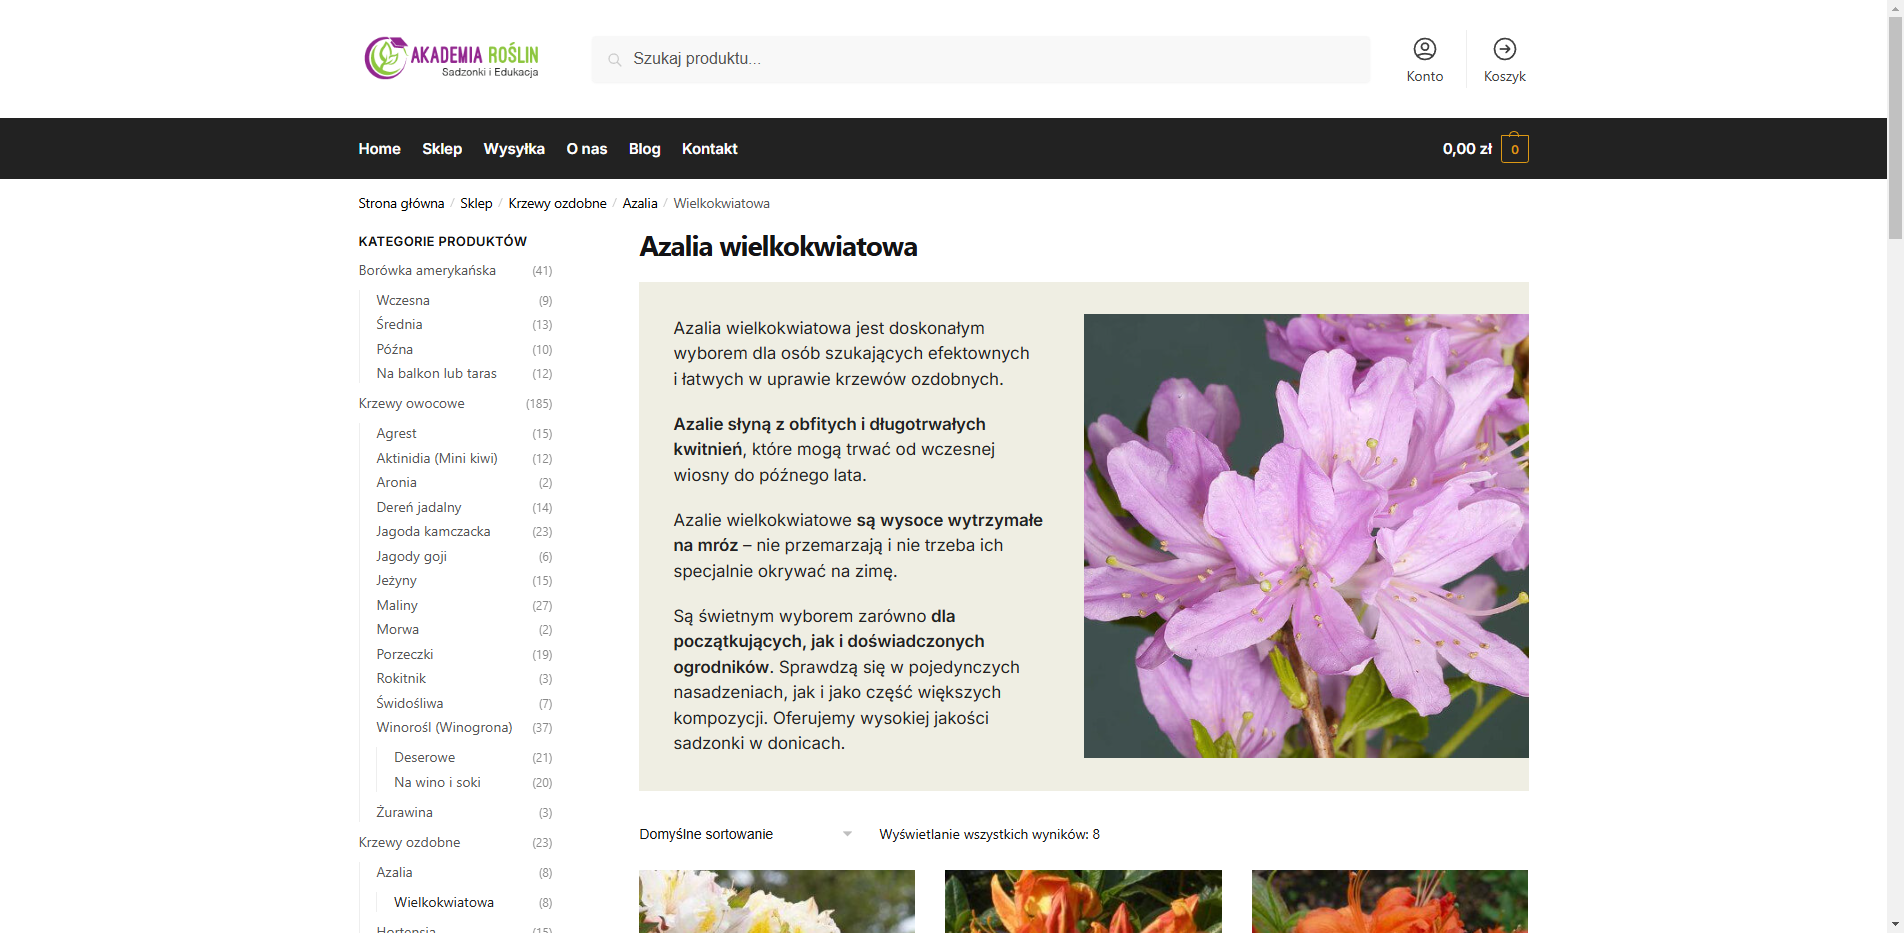 AKADEMIA ROŚLIN
Sadzonki i Edukacja
Szukaj produktu...
Konto
Koszyk
Home
Sklep
Wysyłka
O nas
Blog
Kontakt
0,00 zł
0
Strona główna / Sklep / Krzewy ozdobne / Azalia / Wielkokwiatowa
KATEGORIE PRODUKTÓW
Borówka amerykańska (41)
Wczesna (9)
Średnia (13)
Późna (10)
Na balkon lub taras (12)
Krzewy owocowe (185)
Agrest (15)
Aktinidia (Mini kiwi) (12)
Aronia (2)
Dereń jadalny (14)
Jagoda kamczacka (23)
Jagody goji (6)
Jeżyny (15)
Maliny (27)
Morwa (2)
Porzeczki (19)
Rokitnik (3)
Świdośliwa (7)
Winorośl (Winogrona) (37)
Deserowe (21)
Na wino i soki (20)
Żurawina (3)
Krzewy ozdobne (23)
Azalia (8)
Wielkokwiatowa (8)
Hortensja (15)
Azalia wielkokwiatowa
Azalia wielkokwiatowa jest doskonałym
wyborem dla osób szukających efektownych
i łatwych w uprawie krzewów ozdobnych.
Azalie słyną z obfitych i długotrwałych
kwitnień, które mogą trwać od wczesnej
wiosny do późnego lata.
Azalie wielkokwiatowe są wysoce wytrzymałe
na mróz – nie przemarzają i nie trzeba ich
specjalnie okrywać na zimę.
Są świetnym wyborem zarówno dla
początkujących, jak i doświadczonych
ogrodników. Sprawdzą się w pojedynczych
nasadzeniach, jak i jako część większych
kompozycji. Oferujemy wysokiej jakości
sadzonki w donicach.
Domyślne sortowanie
Wyświetlanie wszystkich wyników: 8